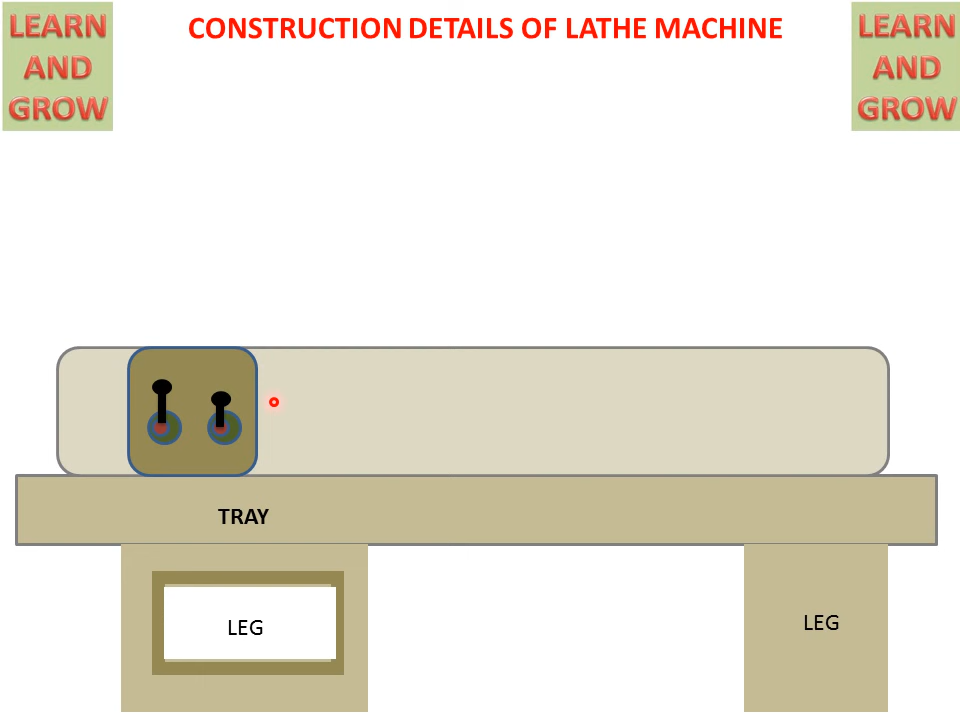 LEARN
AND
GROW
CONSTRUCTION DETAILS OF LATHE MACHINE
LEARN
AND
GROW
TRAY
LEG
LEG